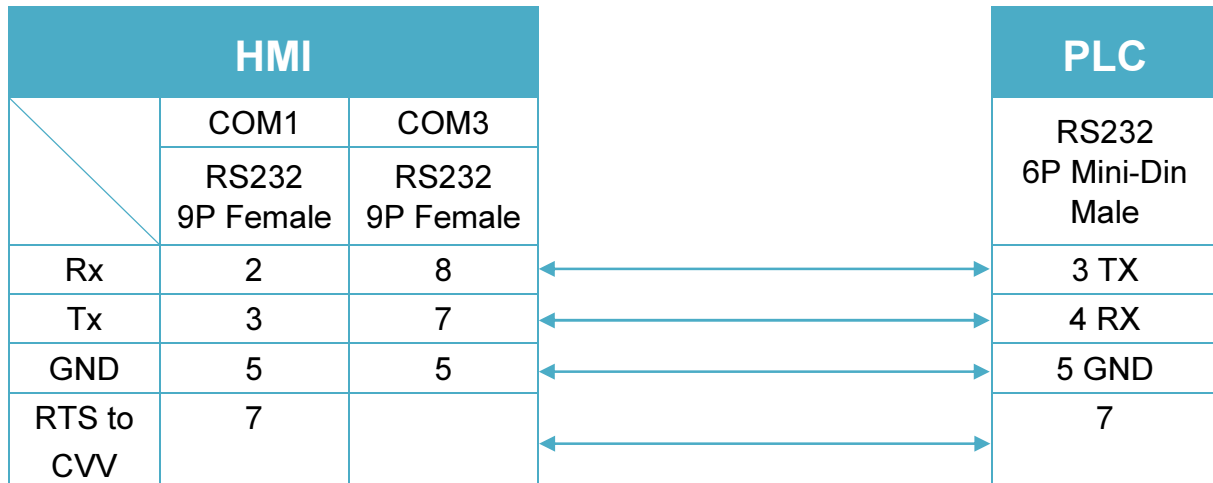 HMI PLC
COM1 COM3
RS232
9P Female
RS232
9P Female
RS232
6P Mini-Din
Male
Rx 2 8 3 TX
Tx 3 7 4 RX
GND 5 5 5 GND
RTS to
CVV
7 7